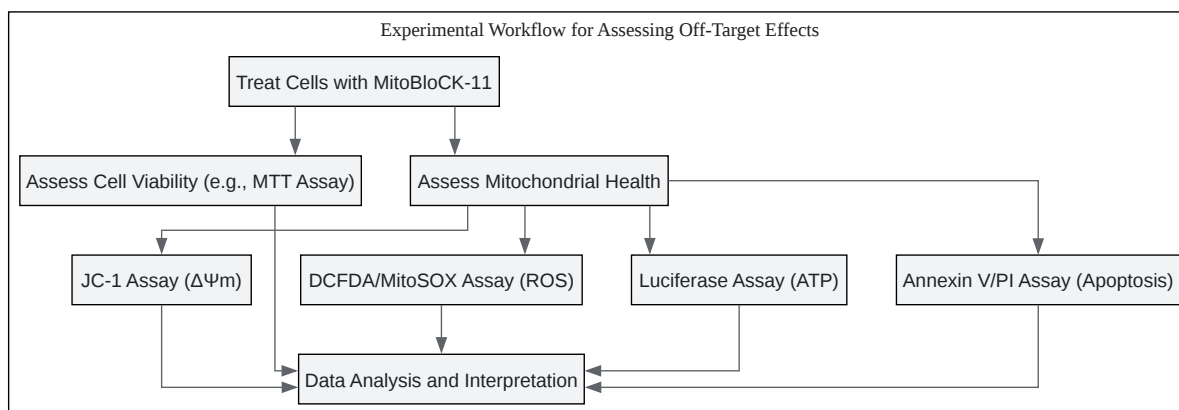 Experimental Workflow for Assessing Off-Target Effects
Treat Cells with MitoBloCK-11
Assess Cell Viability (e.g., MTT Assay)
Assess Mitochondrial Health
JC-1 Assay (ΔΨm)
DCFDA/MitoSOX Assay (ROS)
Luciferase Assay (ATP)
Annexin V/PI Assay (Apoptosis)
Data Analysis and Interpretation